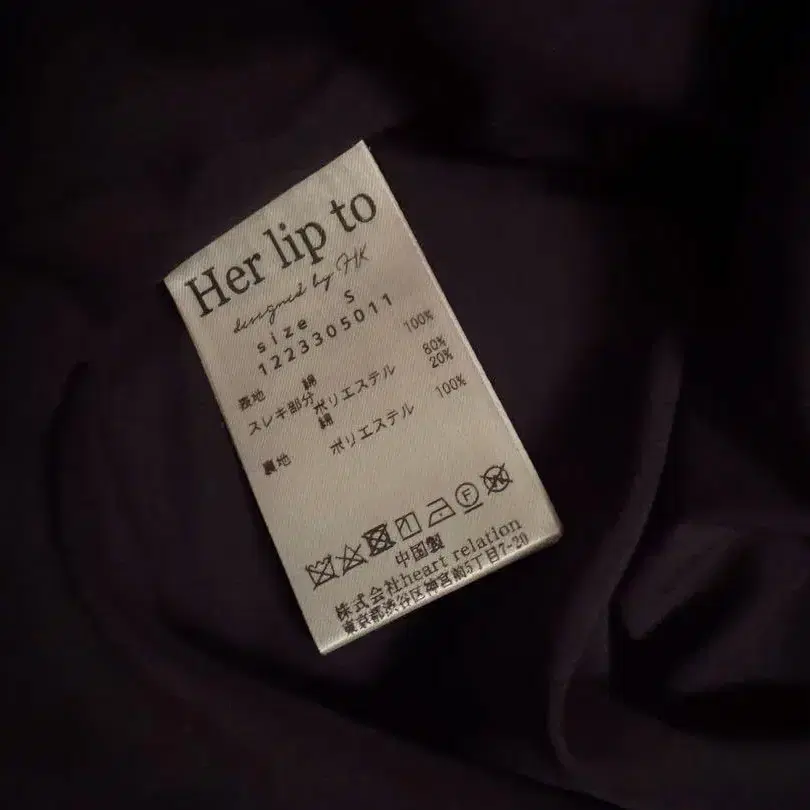 Her lip to
designed by HK
size S
1223305011
表地 綿 100%
スレキ部分 ポリエステル 80%
綿 20%
裏地 ポリエステル 100%
F
中国製
株式会社heart relation
東京都渋谷区神宮前5丁目7-20